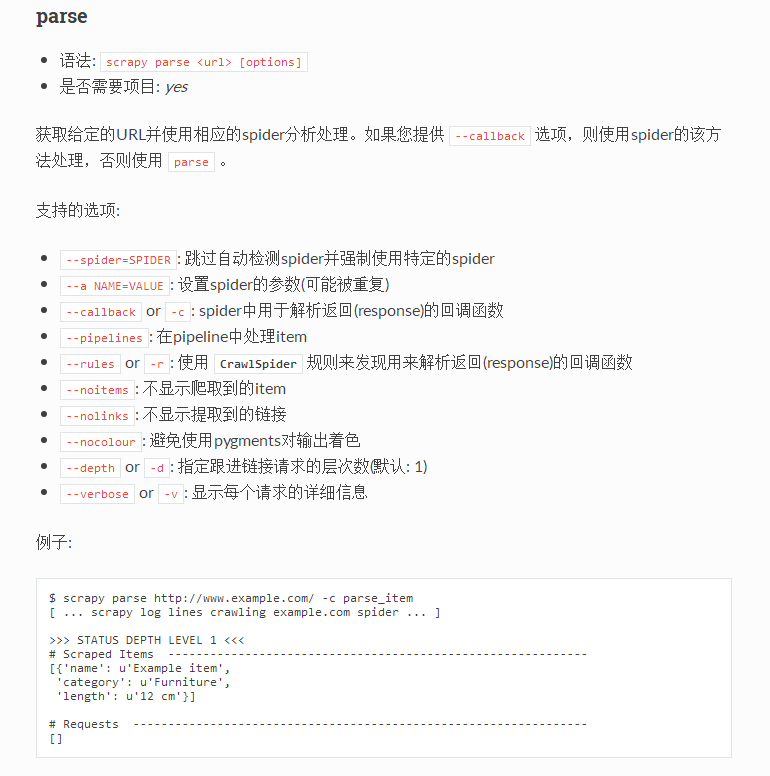 parse
语法: scrapy parse <url> [options]
是否需要项目: yes
获取给定的URL并使用相应的spider分析处理。如果您提供 --callback 选项，则使用spider的该方
法处理，否则使用 parse 。
支持的选项:
--spider=SPIDER: 跳过自动检测spider并强制使用特定的spider
--a NAME=VALUE: 设置spider的参数(可能被重复)
--callback or -c: spider中用于解析返回(response)的回调函数
--pipelines: 在pipeline中处理item
--rules or -r: 使用 CrawlSpider 规则来发现用来解析返回(response)的回调函数
--noitems: 不显示爬取到的item
--nolinks: 不显示提取到的链接
--nocolour: 避免使用pygments对输出着色
--depth or -d: 指定跟进链接请求的层次数(默认: 1)
--verbose or -v: 显示每个请求的详细信息
例子:
$ scrapy parse http://www.example.com/ -c parse_item
[ ... scrapy log lines crawling example.com spider ... ]
>>> STATUS DEPTH LEVEL 1 <<<
# Scraped Items  ------------------------------------------------------------
[{'name': u'Example item',
 'category': u'Furniture',
 'length': u'12 cm'}]
# Requests  -----------------------------------------------------------------
[]